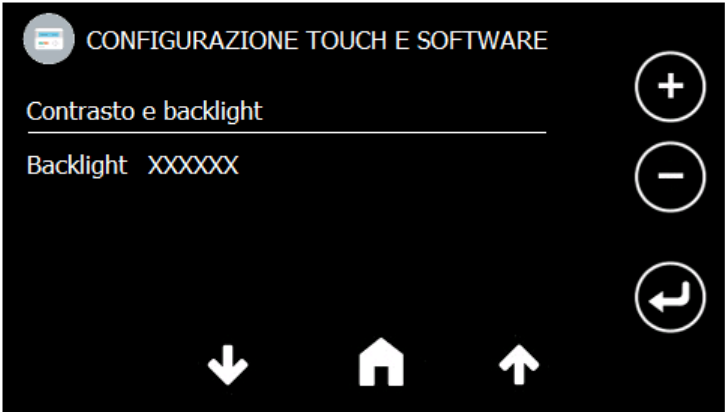 CONFIGURAZIONE TOUCH E SOFTWARE
Contrasto e backlight
Backlight XXXXXX